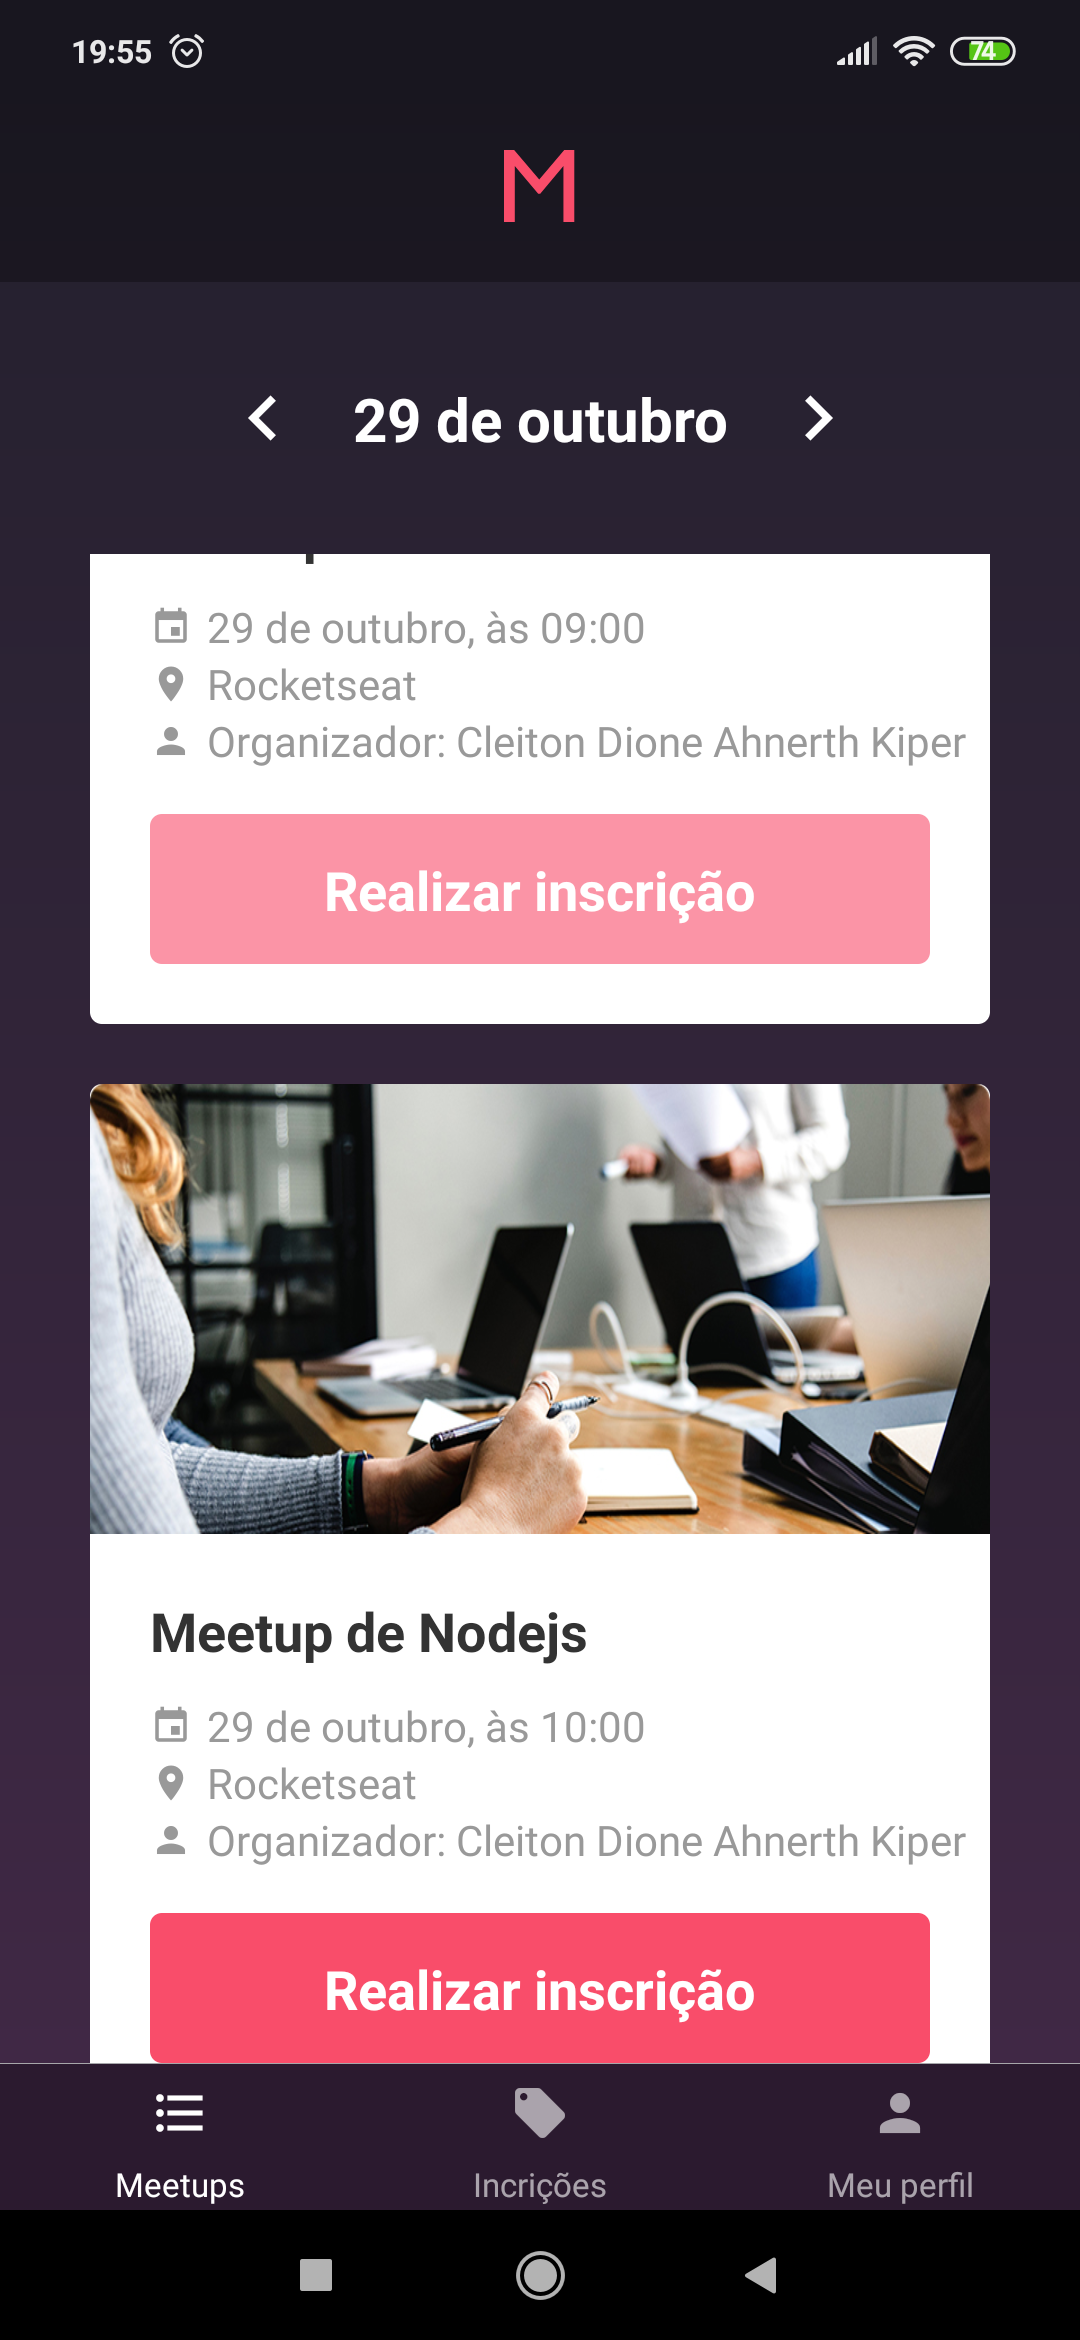 19:55
74
M
29 de outubro
29 de outubro, às 09:00
Rocketseat
Organizador: Cleiton Dione Ahnerth Kiper
Realizar inscrição
Meetup de Nodejs
29 de outubro, às 10:00
Rocketseat
Organizador: Cleiton Dione Ahnerth Kiper
Realizar inscrição
Meetups
Incrições
Meu perfil